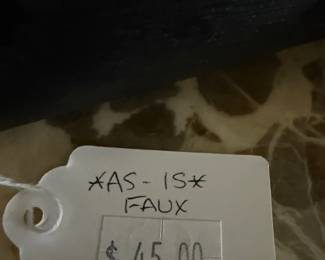 *AS-IS*
FAUX
$ 45.00